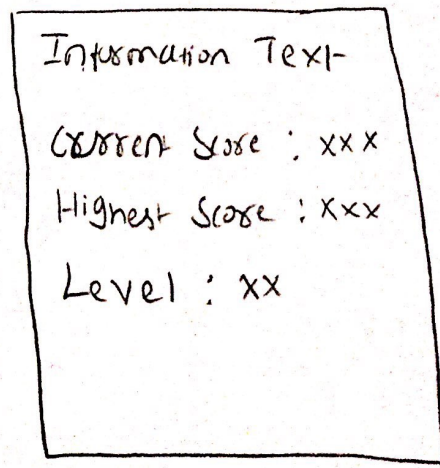 Information Text
Current Score : xxx
Highest Score : xxx
Level : xx